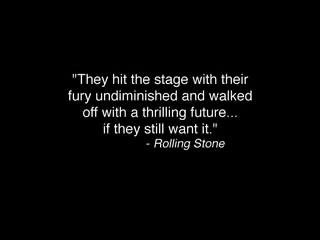 "They hit the stage with their
fury undiminished and walked
off with a thrilling future...
if they still want it."
- Rolling Stone